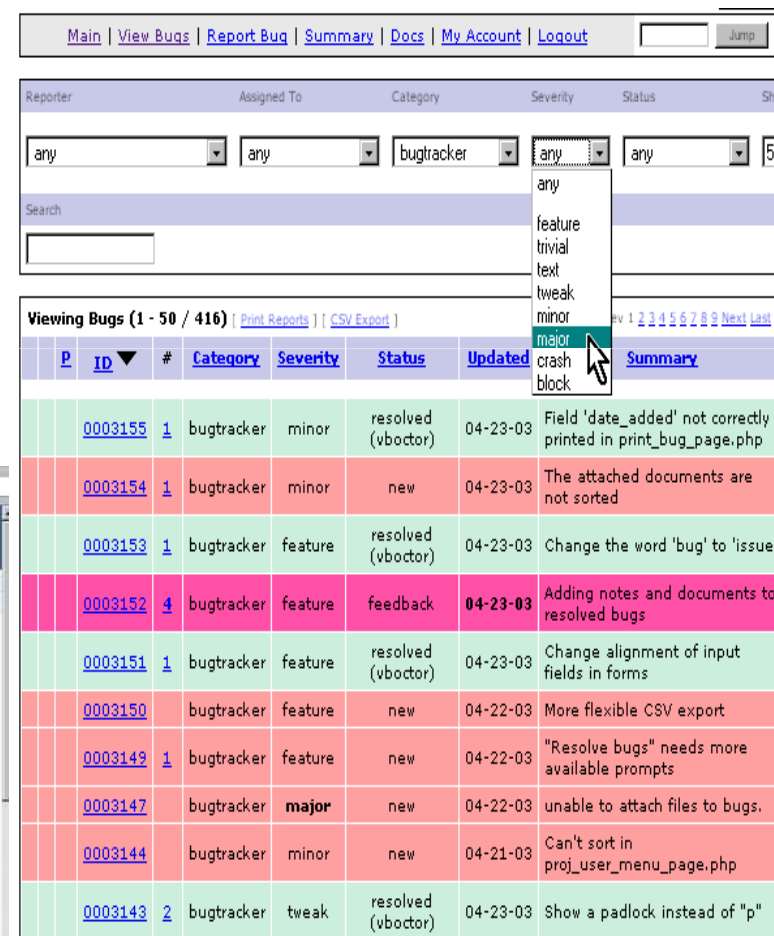 Main | View Bugs | Report Bug | Summary | Docs | My Account | Logout Jump
Reporter Assigned To Category Severity Status Sh
any any bugtracker any any 5
any
Search
feature
trivial
text
tweak
minor
major
crash
block
Viewing Bugs (1 - 50 / 416) [ Print Reports ] [ CSV Export ] ev 1 2 3 4 5 6 7 8 9 Next Last
P ID # Category Severity Status Updated Summary
0003155 1 bugtracker minor resolved (vboctor) 04-23-03 Field 'date_added' not correctly
printed in print_bug_page.php
0003154 1 bugtracker minor new 04-23-03 The attached documents are
not sorted
0003153 1 bugtracker feature resolved (vboctor) 04-23-03 Change the word 'bug' to 'issue
0003152 4 bugtracker feature feedback 04-23-03 Adding notes and documents to
resolved bugs
0003151 1 bugtracker feature resolved (vboctor) 04-23-03 Change alignment of input
fields in forms
0003150 bugtracker feature new 04-22-03 More flexible CSV export
0003149 1 bugtracker feature new 04-22-03 "Resolve bugs" needs more
available prompts
0003147 bugtracker major new 04-22-03 unable to attach files to bugs.
0003144 bugtracker minor new 04-21-03 Can't sort in
proj_user_menu_page.php
0003143 2 bugtracker tweak resolved (vboctor) 04-23-03 Show a padlock instead of "p"